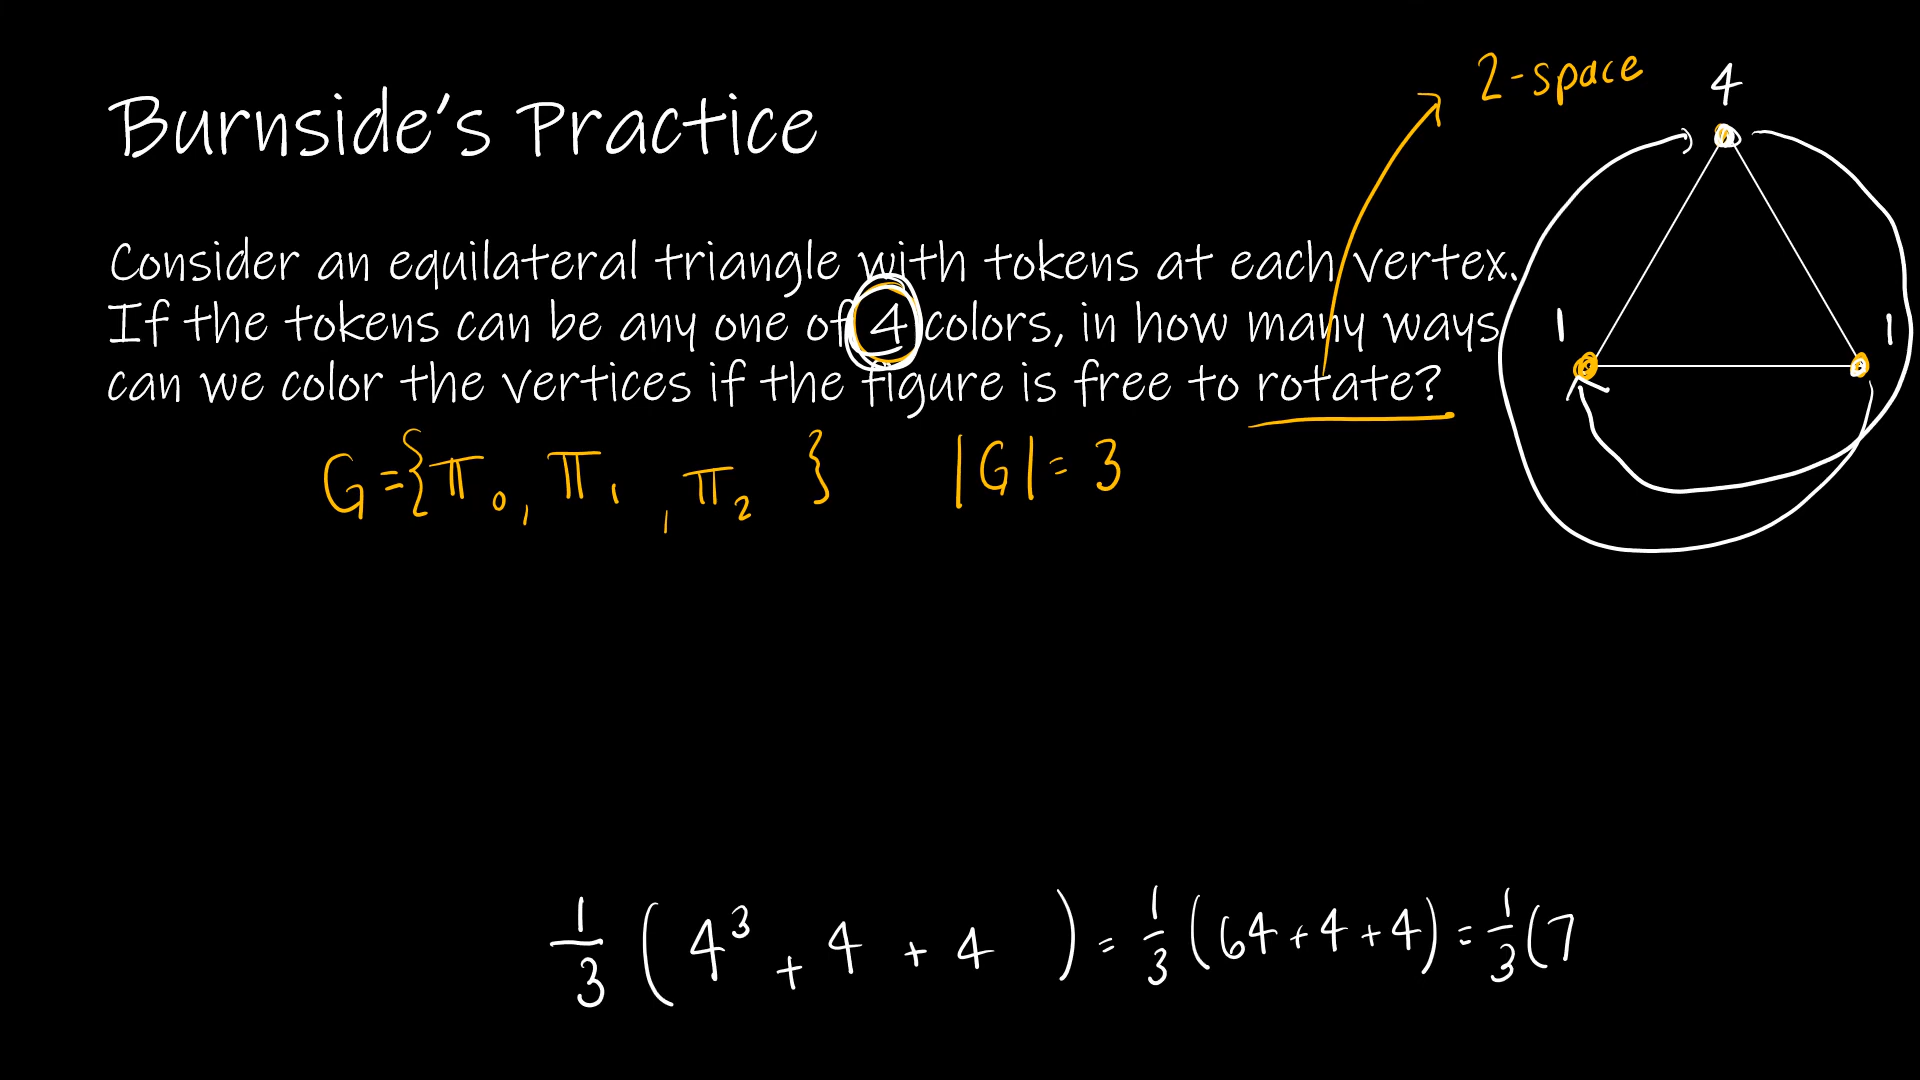 Burnside's Practice
2-space
4
Consider an equilateral triangle with tokens at each vertex.
If the tokens can be any one of 4 colors, in how many ways
can we color the vertices if the figure is free to rotate?
1
1
G={π₀, π₁, π₂ } |G|=3
1/3 (4³ + 4 + 4 ) = 1/3 (64+4+4) = 1/3 (7